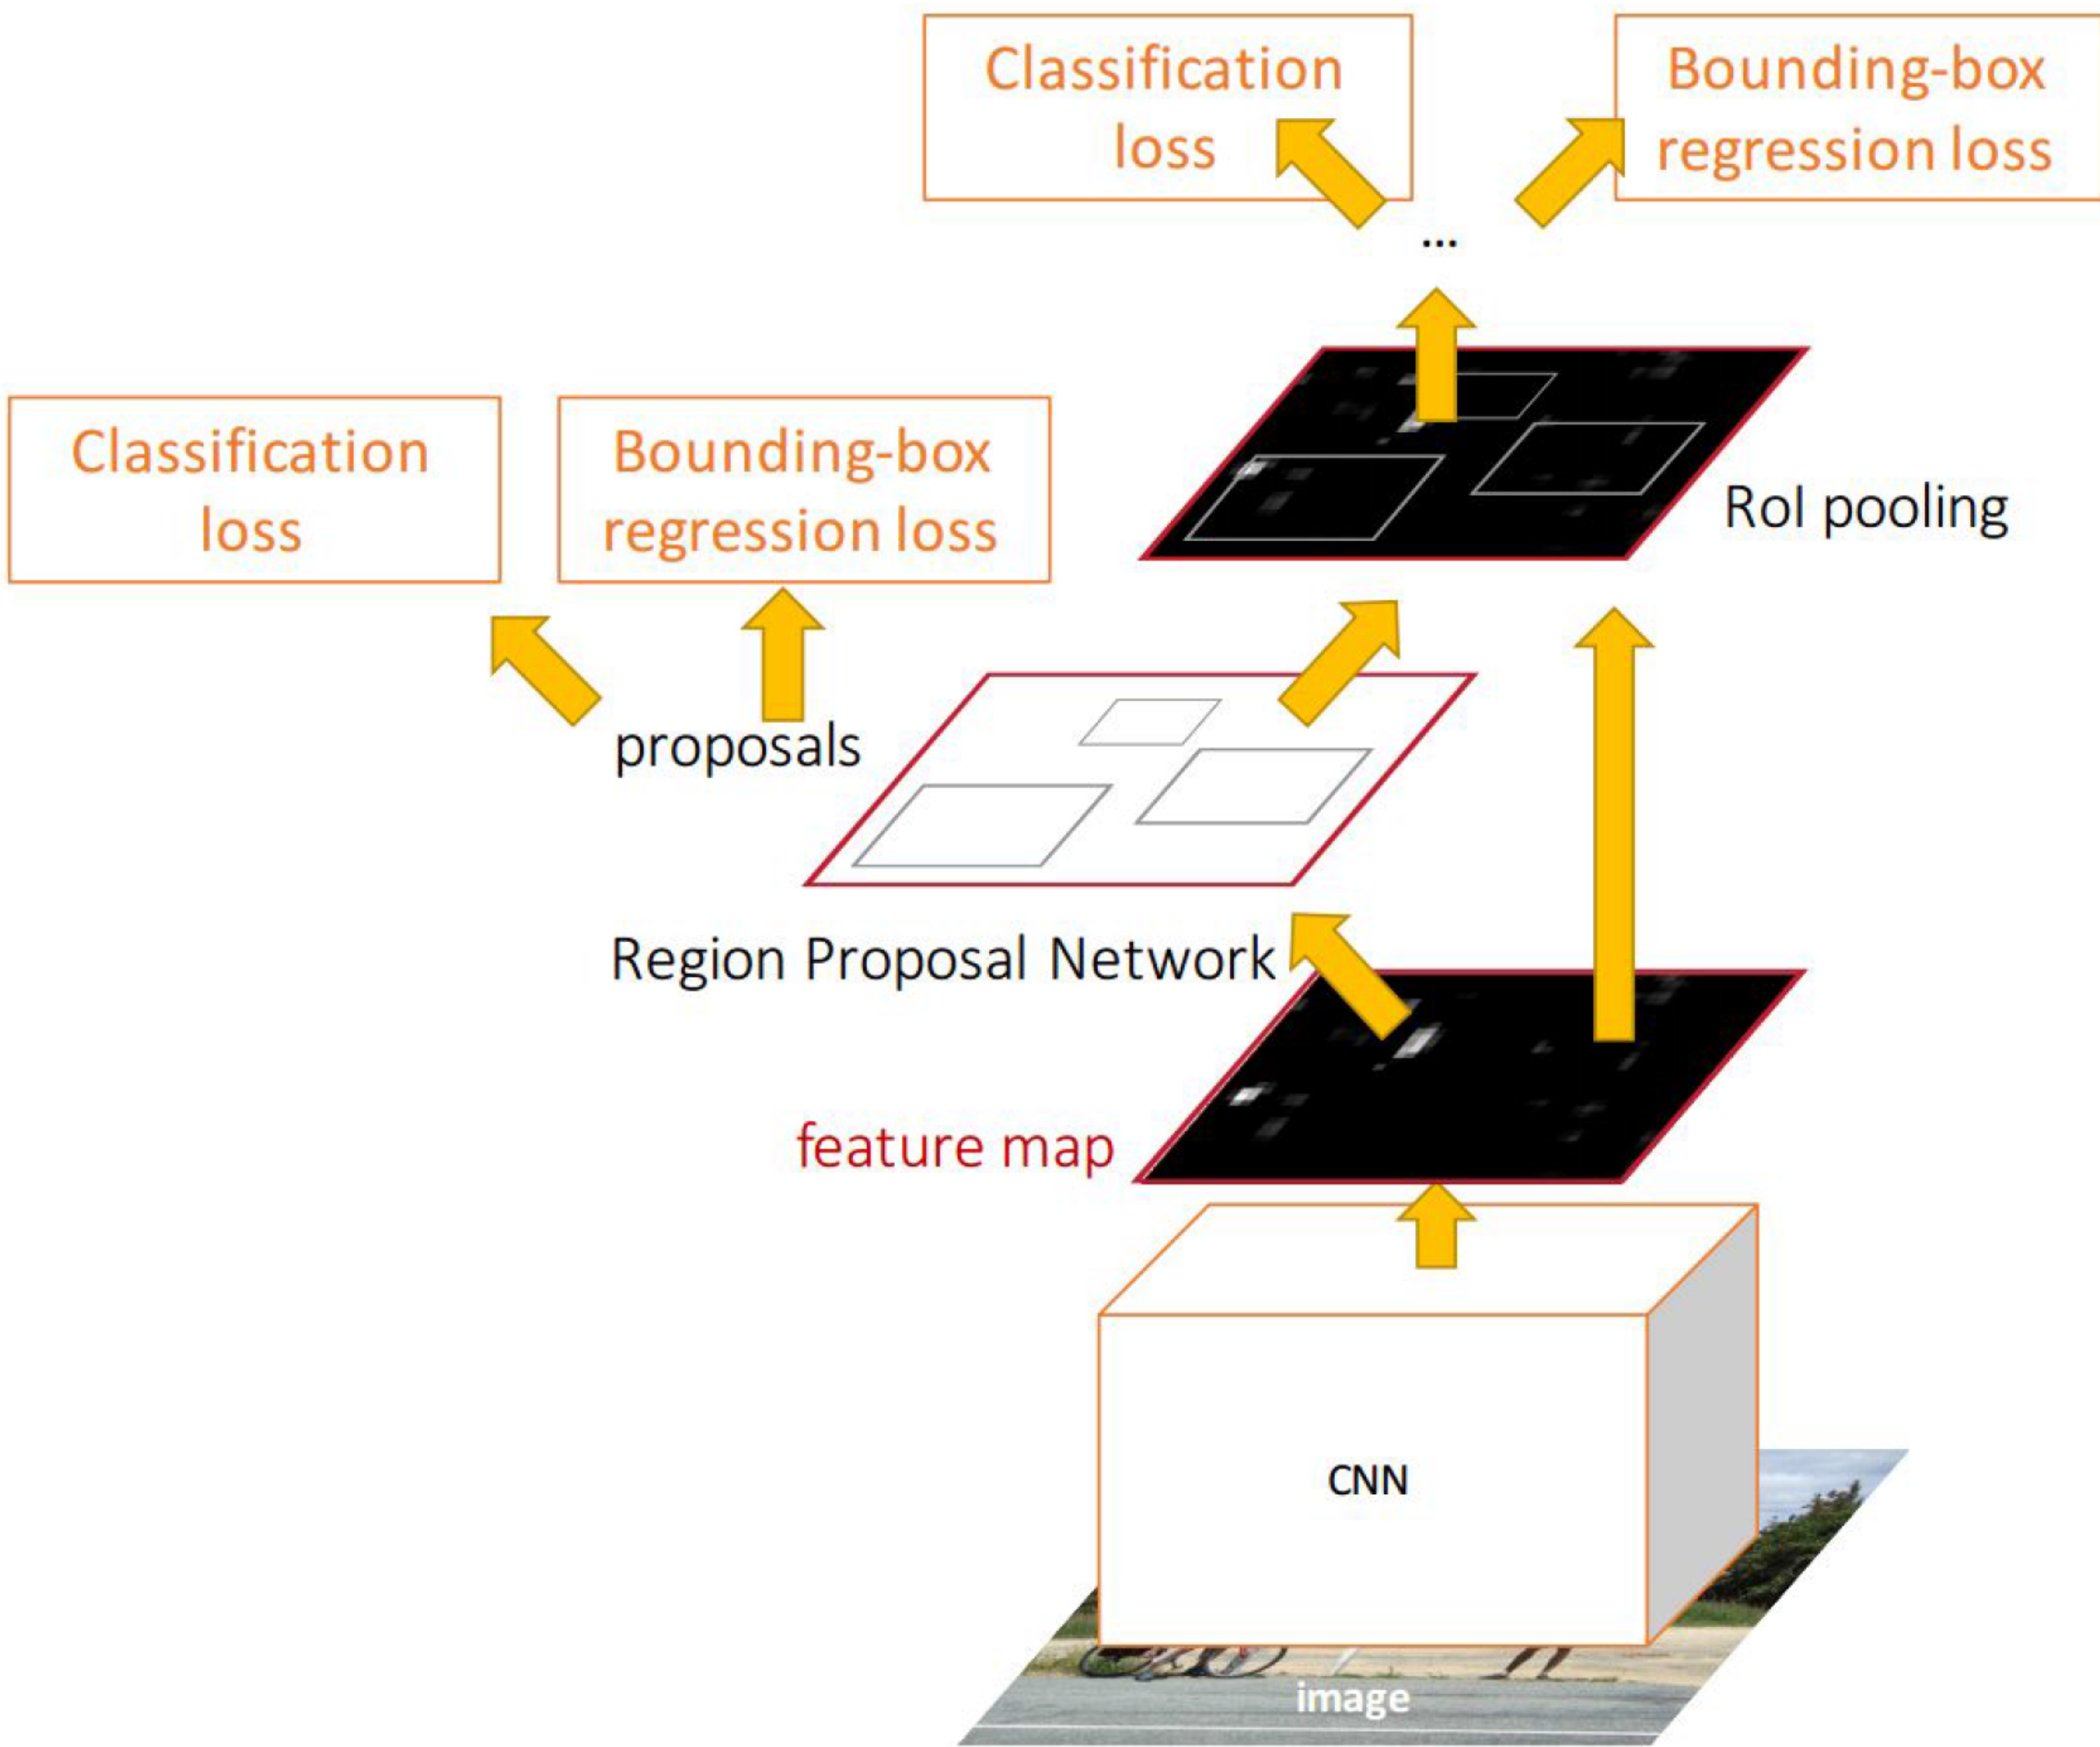 Classification
loss
Bounding-box
regression loss
...
Classification
loss
Bounding-box
regression loss
RoI pooling
proposals
Region Proposal Network
feature map
CNN
image